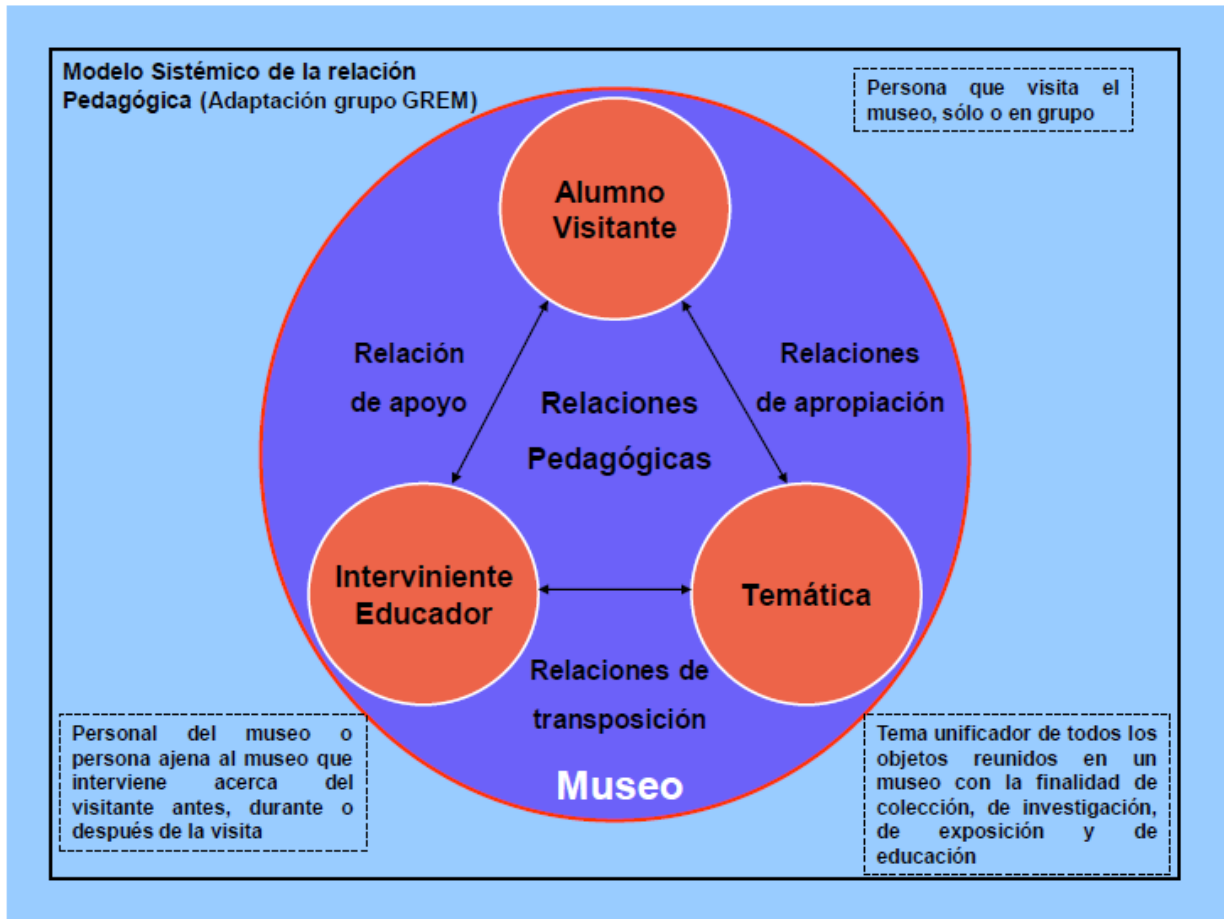 Modelo Sistémico de la relación
Pedagógica (Adaptación grupo GREM)
Persona que visita el
museo, sólo o en grupo
Alumno
Visitante
Relación
de apoyo
Relaciones
Pedagógicas
Relaciones
de apropiación
Interviniente
Educador
Temática
Relaciones de
transposición
Museo
Personal del museo o
persona ajena al museo que
interviene acerca del
visitante antes, durante o
después de la visita
Tema unificador de todos los
objetos reunidos en un
museo con la finalidad de
colección, de investigación,
de exposición y de
educación